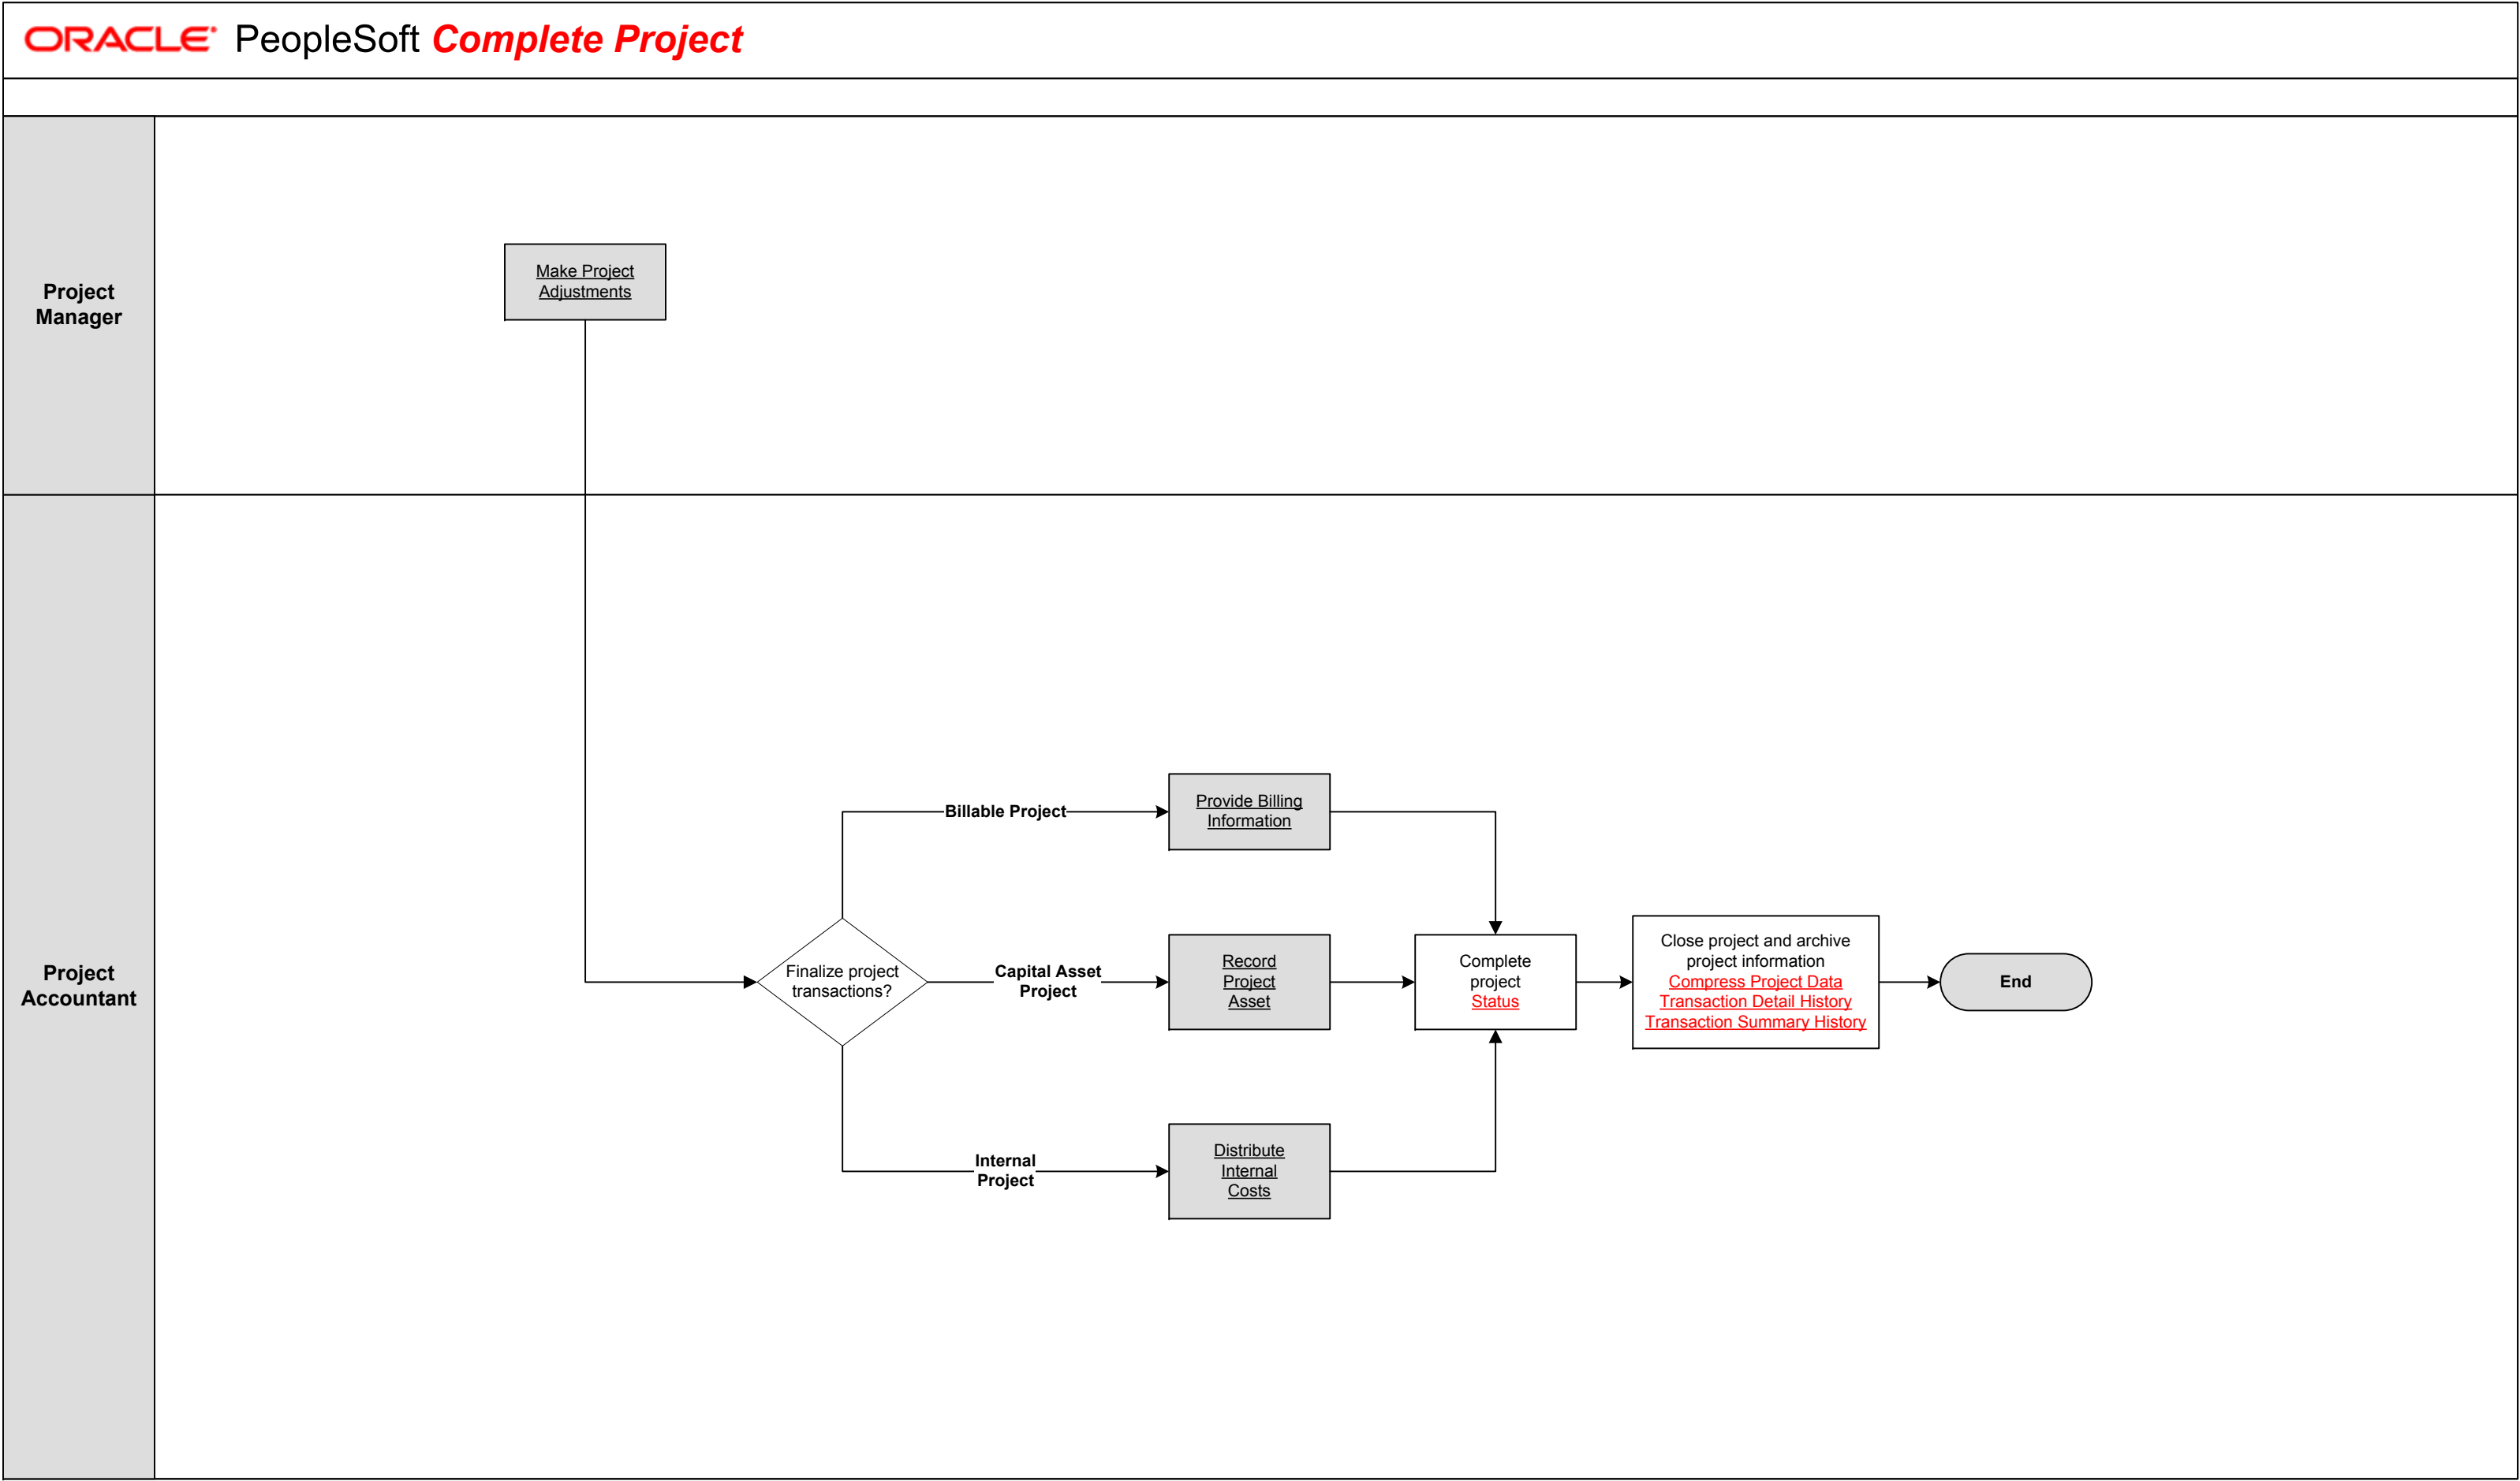 ORACLE® PeopleSoft Complete Project
Project
Manager
Make Project
Adjustments
Project
Accountant
Finalize project
transactions?
Billable Project
Provide Billing
Information
Capital Asset
Project
Record
Project
Asset
Internal
Project
Distribute
Internal
Costs
Complete
project
Status
Close project and archive
project information
Compress Project Data
Transaction Detail History
Transaction Summary History
End